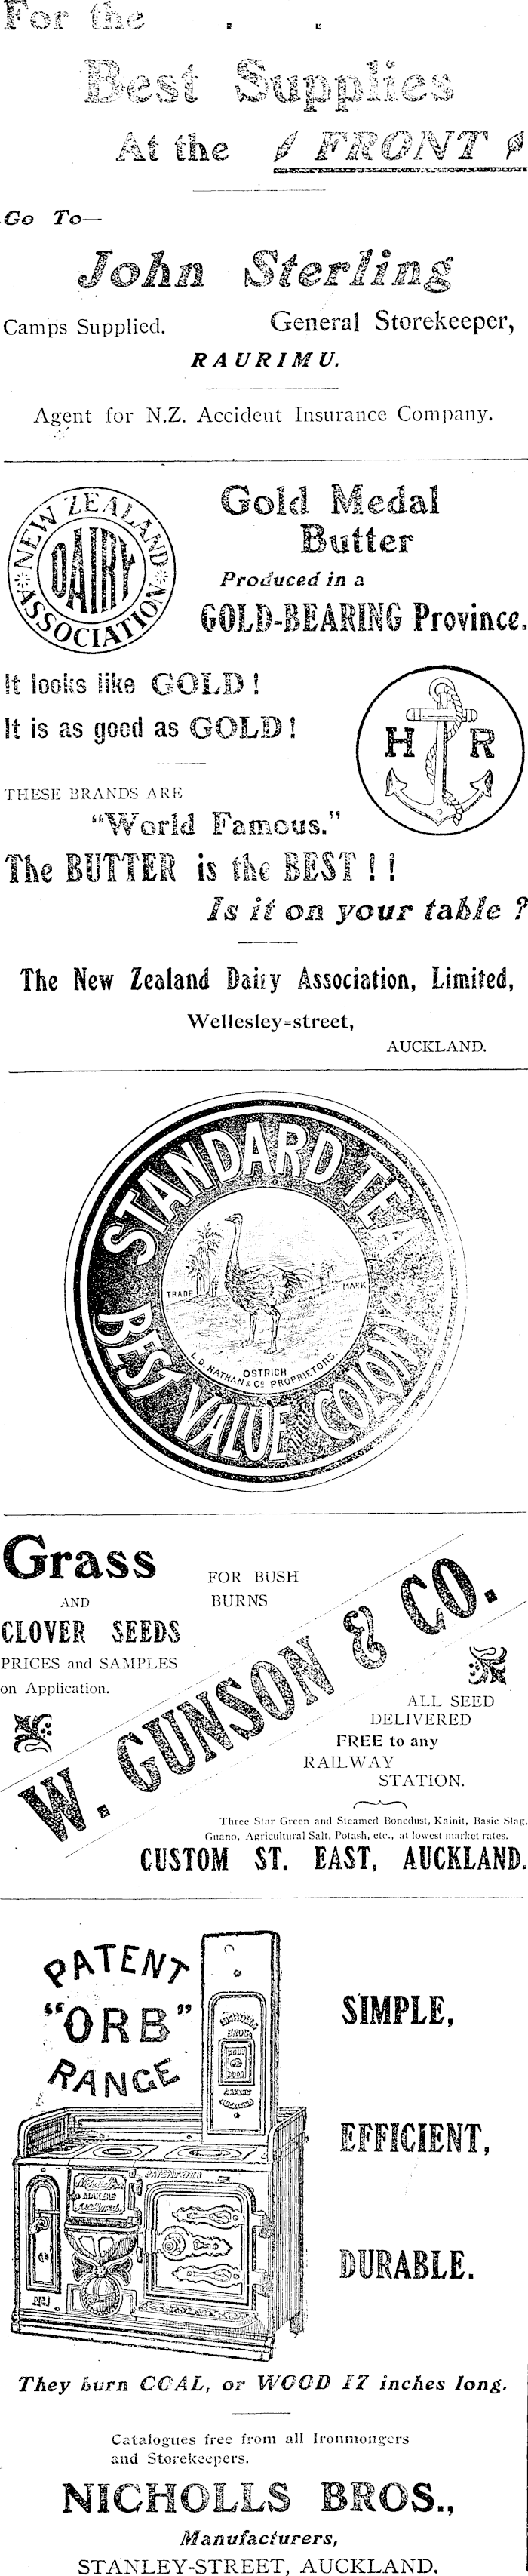 For the
Best Supplies
At the FRONT
Go To—
John Sterling
Camps Supplied. General Storekeeper,
RAURIMU.
Agent for N.Z. Accident Insurance Company.
NEW ZEALAND
DAIRY
ASSOCIATION
Gold Medal
Butter
Produced in a
GOLD-BEARING Province.
It looks like GOLD!
It is as good as GOLD!
H R
THESE BRANDS ARE
"World Famous."
The BUTTER is the BEST!!
Is it on your table?
The New Zealand Dairy Association, Limited,
Wellesley=street,
AUCKLAND.
STANDARD TEA
TRADE MARK
OSTRICH
L.D. NATHAN & Co PROPRIETORS
BEST VALUE IN THE COLONY
Grass
AND
CLOVER SEEDS
PRICES and SAMPLES
on Application.
FOR BUSH
BURNS
W. GUNSON & CO.
ALL SEED
DELIVERED
FREE to any
RAILWAY
STATION.
Three Star Green and Steamed Bonedust, Kainit, Basic Slag,
Guano, Agricultural Salt, Potash, etc., at lowest market rates.
CUSTOM ST. EAST, AUCKLAND.
PATENT
"ORB"
RANGE
SIMPLE,
EFFICIENT,
DURABLE.
They burn COAL, or WOOD 17 inches long.
Catalogues free from all Ironmongers
and Storekeepers.
NICHOLLS BROS.,
Manufacturers,
STANLEY-STREET, AUCKLAND.